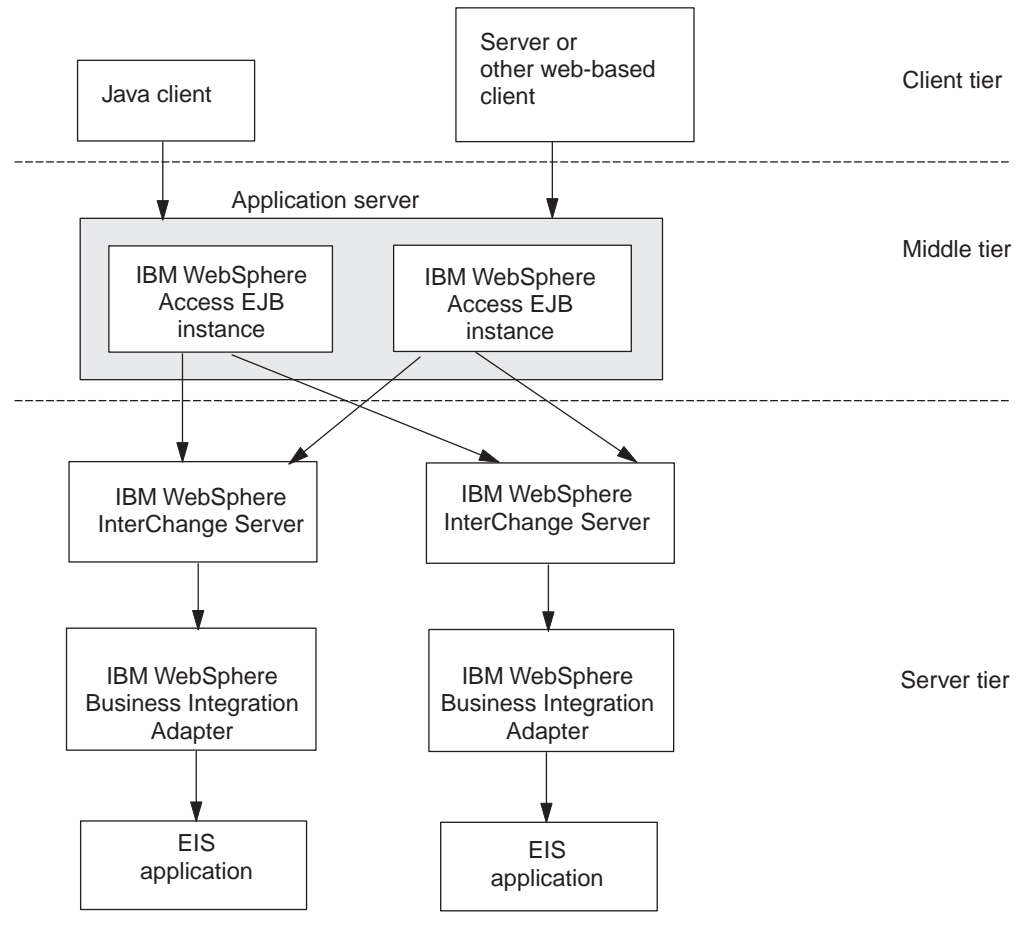 Java client
Server or
other web-based
client
Client tier
Application server
Middle tier
IBM WebSphere
Access EJB
instance
IBM WebSphere
Access EJB
instance
IBM WebSphere
InterChange Server
IBM WebSphere
InterChange Server
IBM WebSphere
Business Integration
Adapter
IBM WebSphere
Business Integration
Adapter
Server tier
EIS
application
EIS
application